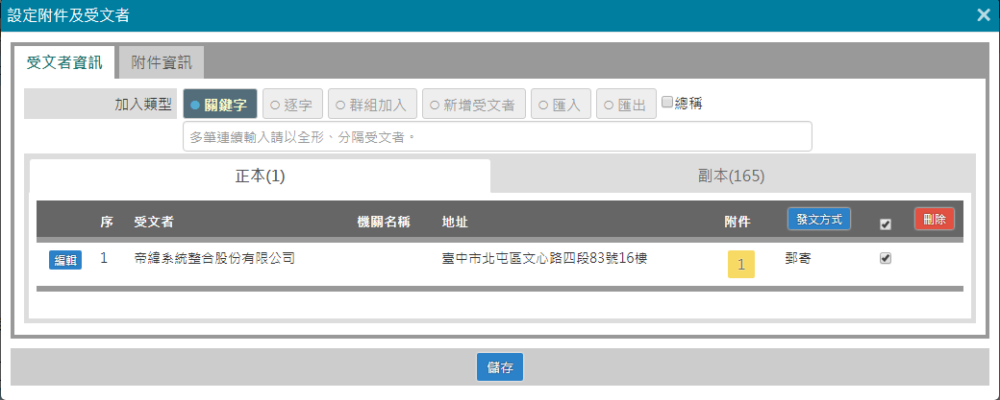 設定附件及受文者
受文者資訊 附件資訊
加入類型 關鍵字 逐字 群組加入 新增受文者 匯入 匯出 總稱
多筆連續輸入請以全形、分隔受文者。
正本(1) 副本(165)
序 受文者 機關名稱 地址 附件 發文方式 刪除
編輯 1 帝緯系統整合股份有限公司 臺中市北屯區文心路四段83號16樓 1 郵寄
儲存